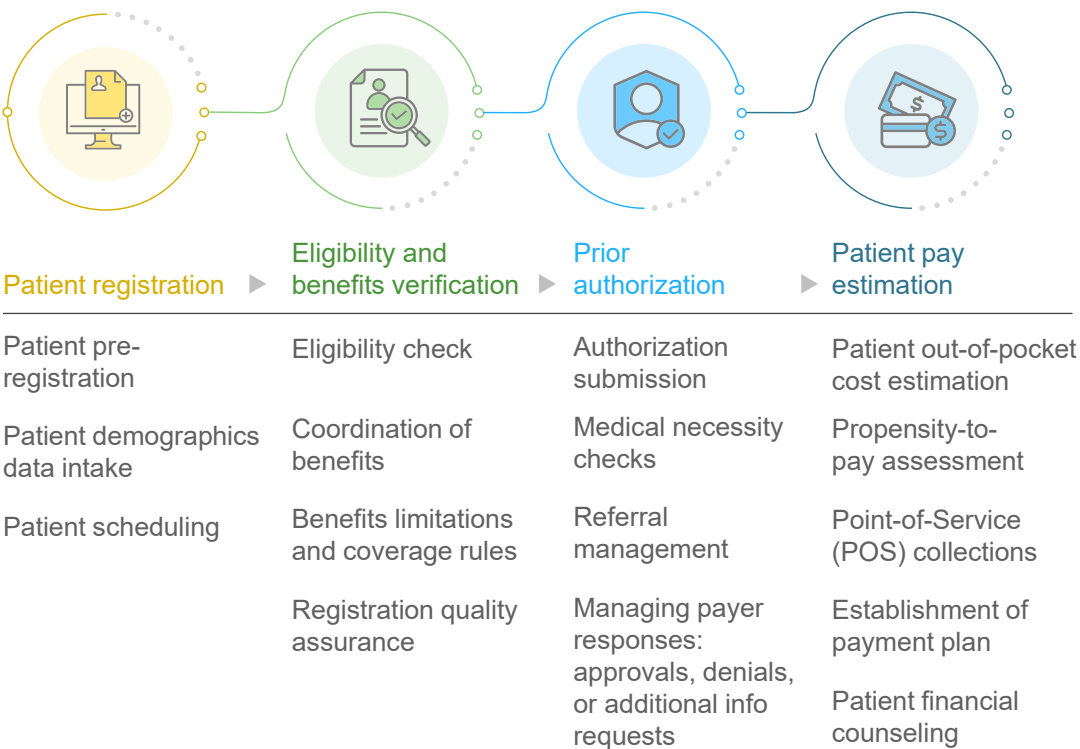 Patient registration
Eligibility and
benefits verification
Prior
authorization
Patient pay
estimation
Patient pre-
registration
Patient demographics
data intake
Patient scheduling
Eligibility check
Coordination of
benefits
Benefits limitations
and coverage rules
Registration quality
assurance
Authorization
submission
Medical necessity
checks
Referral
management
Managing payer
responses:
approvals, denials,
or additional info
requests
Patient out-of-pocket
cost estimation
Propensity-to-
pay assessment
Point-of-Service
(POS) collections
Establishment of
payment plan
Patient financial
counseling